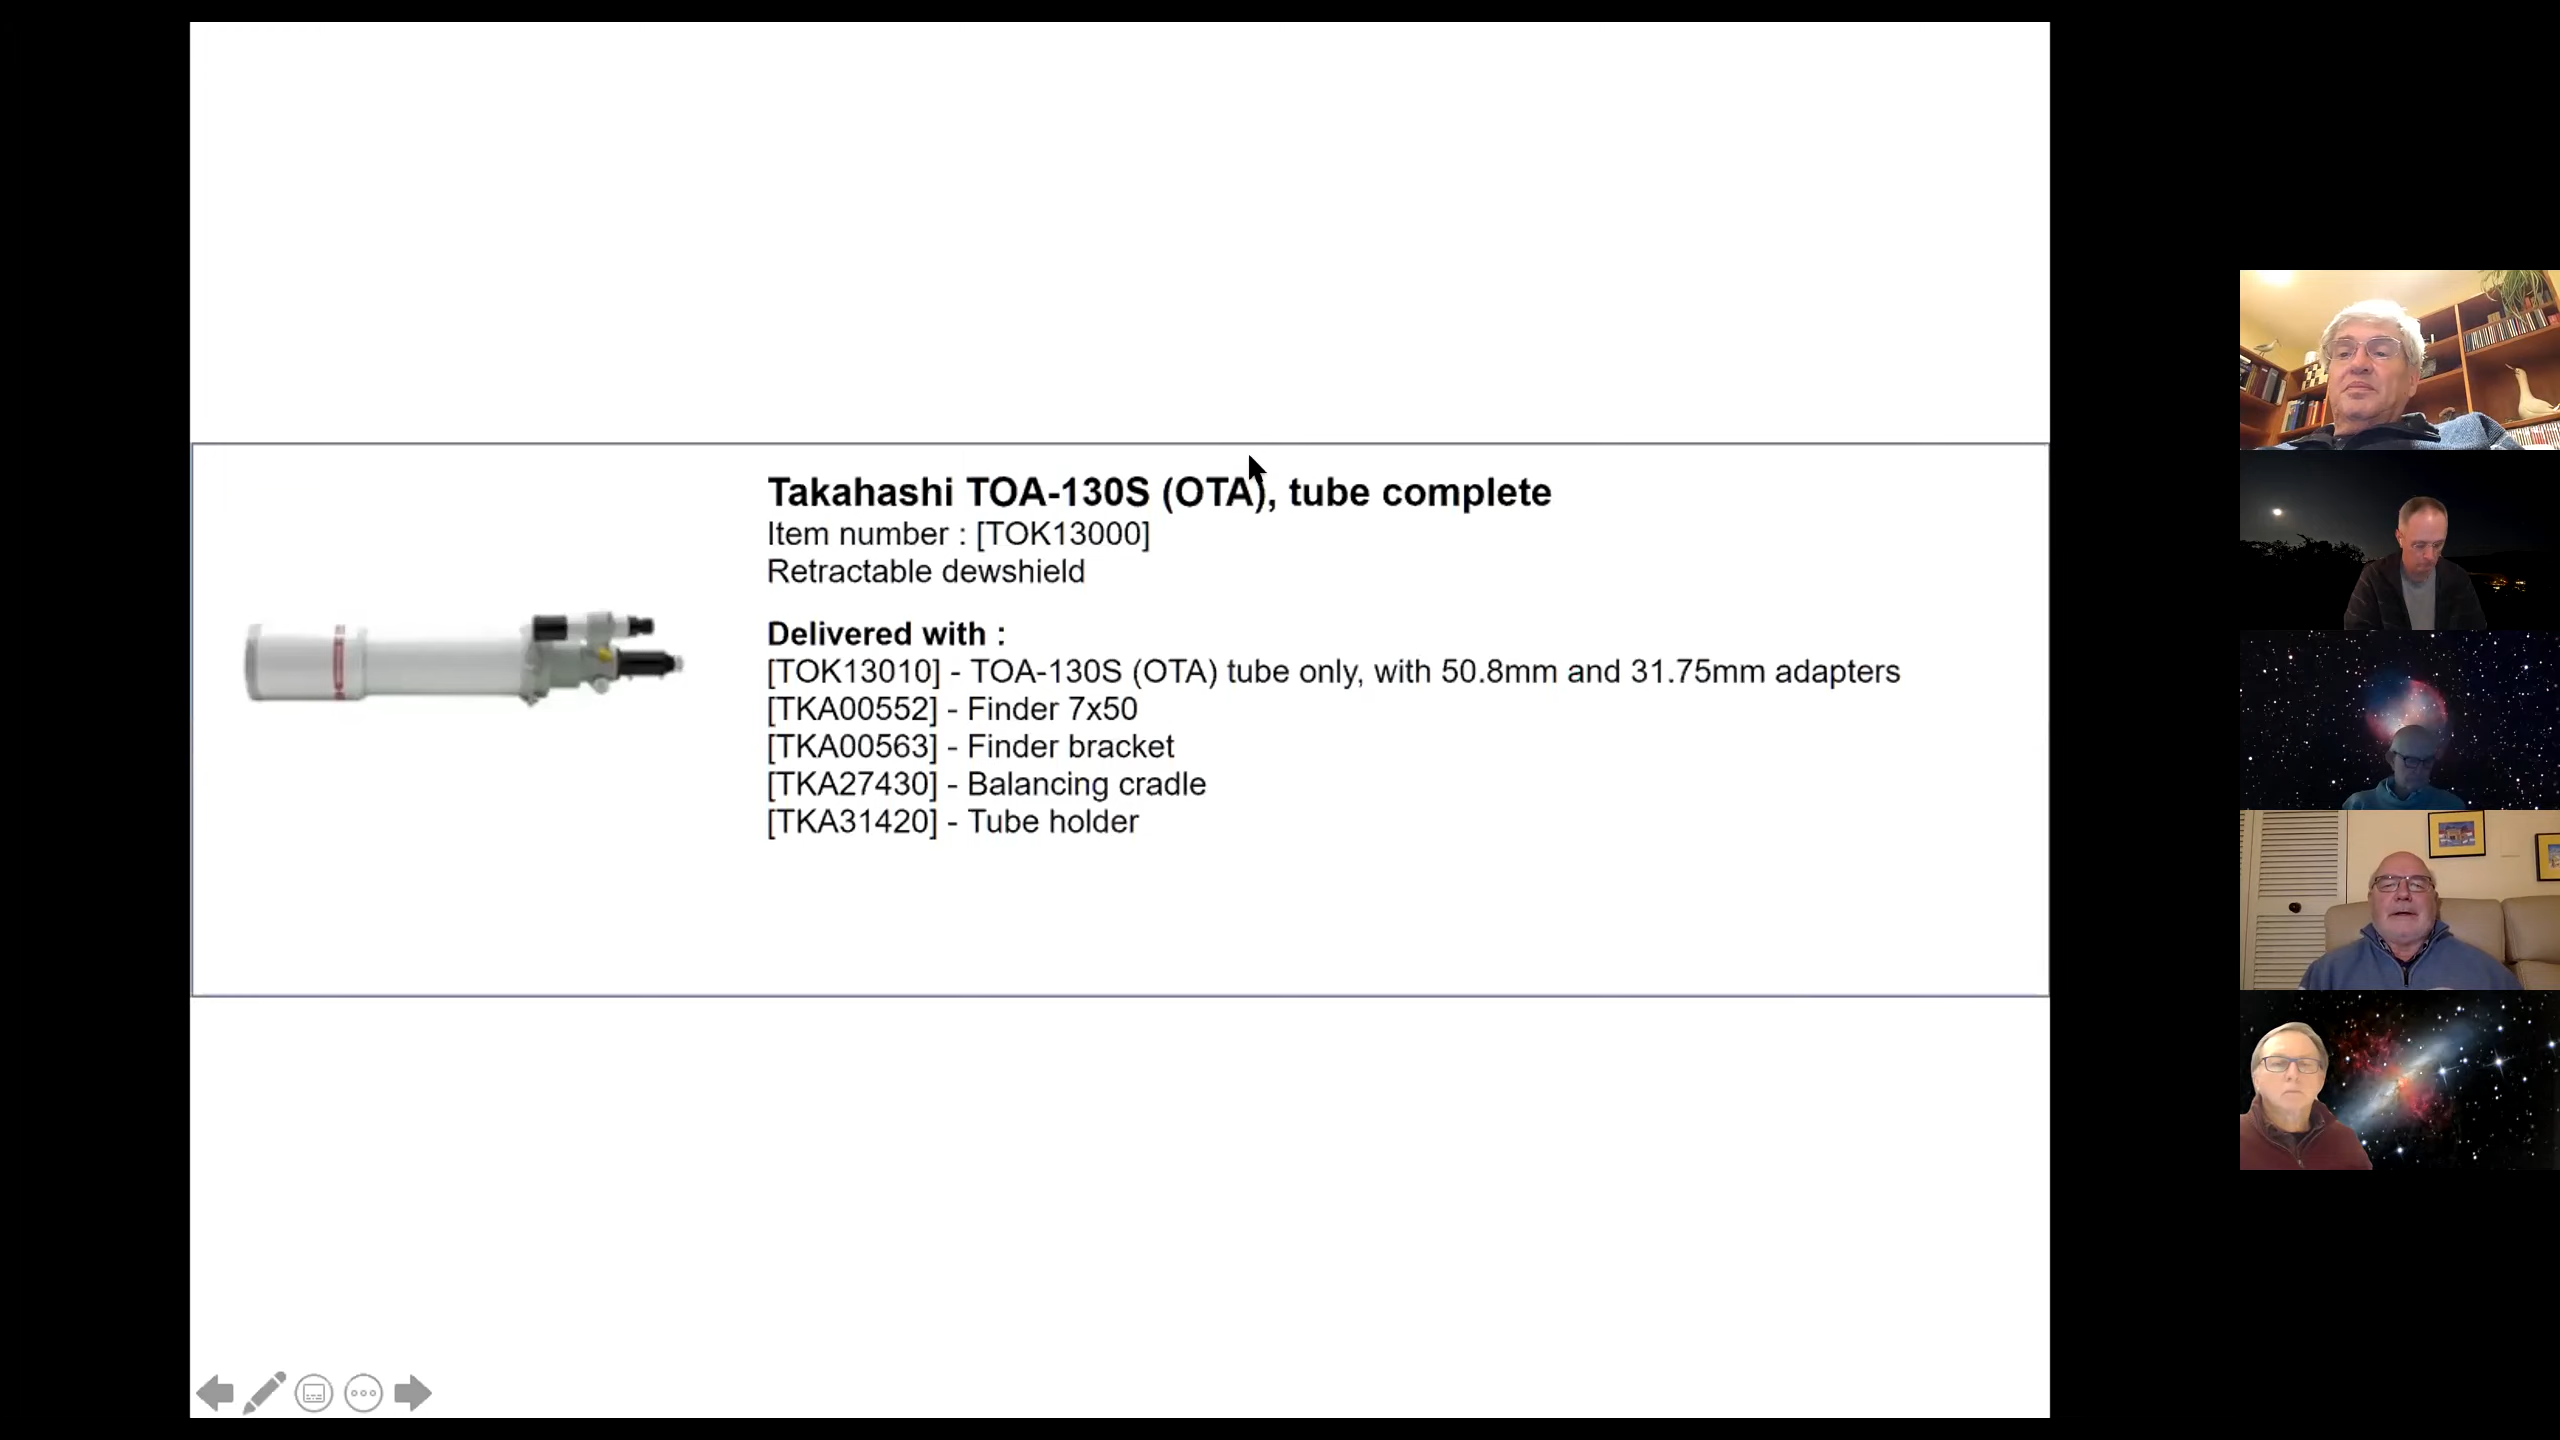 Takahashi TOA-130S (OTA), tube complete
Item number : [TOK13000]
Retractable dewshield
Delivered with :
[TOK13010] - TOA-130S (OTA) tube only, with 50.8mm and 31.75mm adapters
[TKA00552] - Finder 7x50
[TKA00563] - Finder bracket
[TKA27430] - Balancing cradle
[TKA31420] - Tube holder